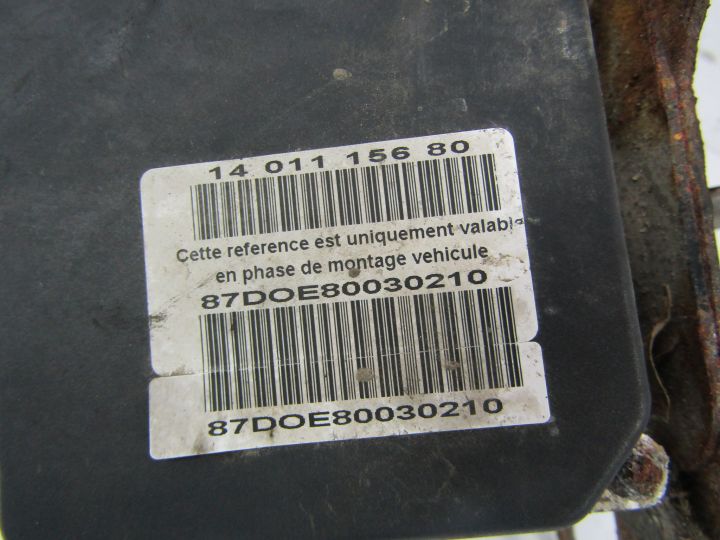 14 011 156 80
Cette reference est uniquement valable
en phase de montage vehicule
87DOE80030210
87DOE80030210